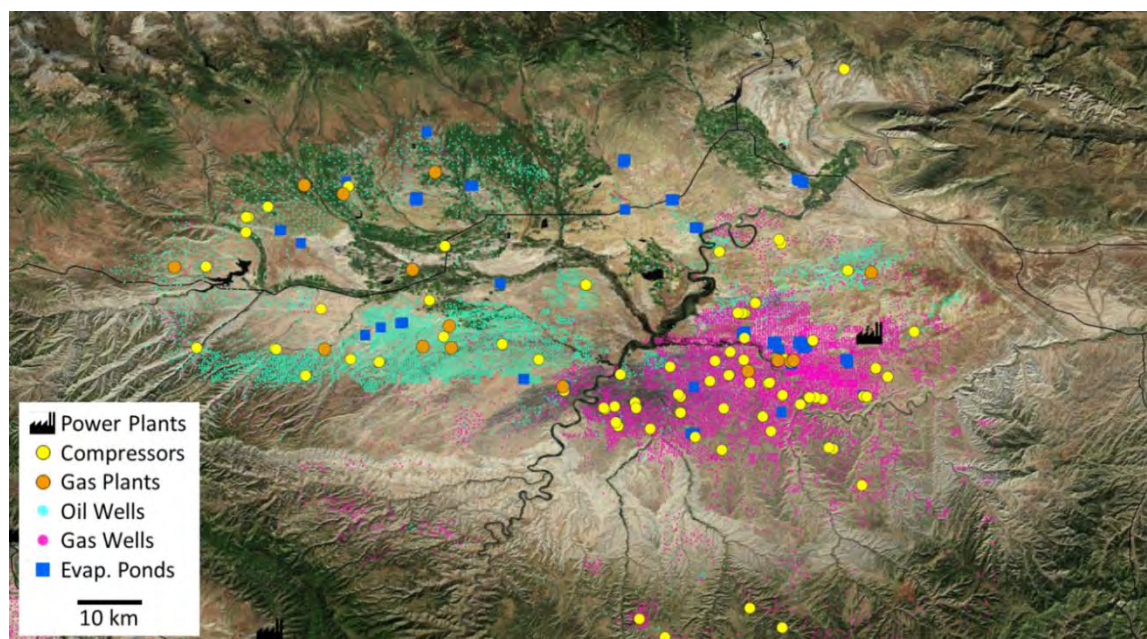 Power Plants
Compressors
Gas Plants
Oil Wells
Gas Wells
Evap. Ponds
10 km